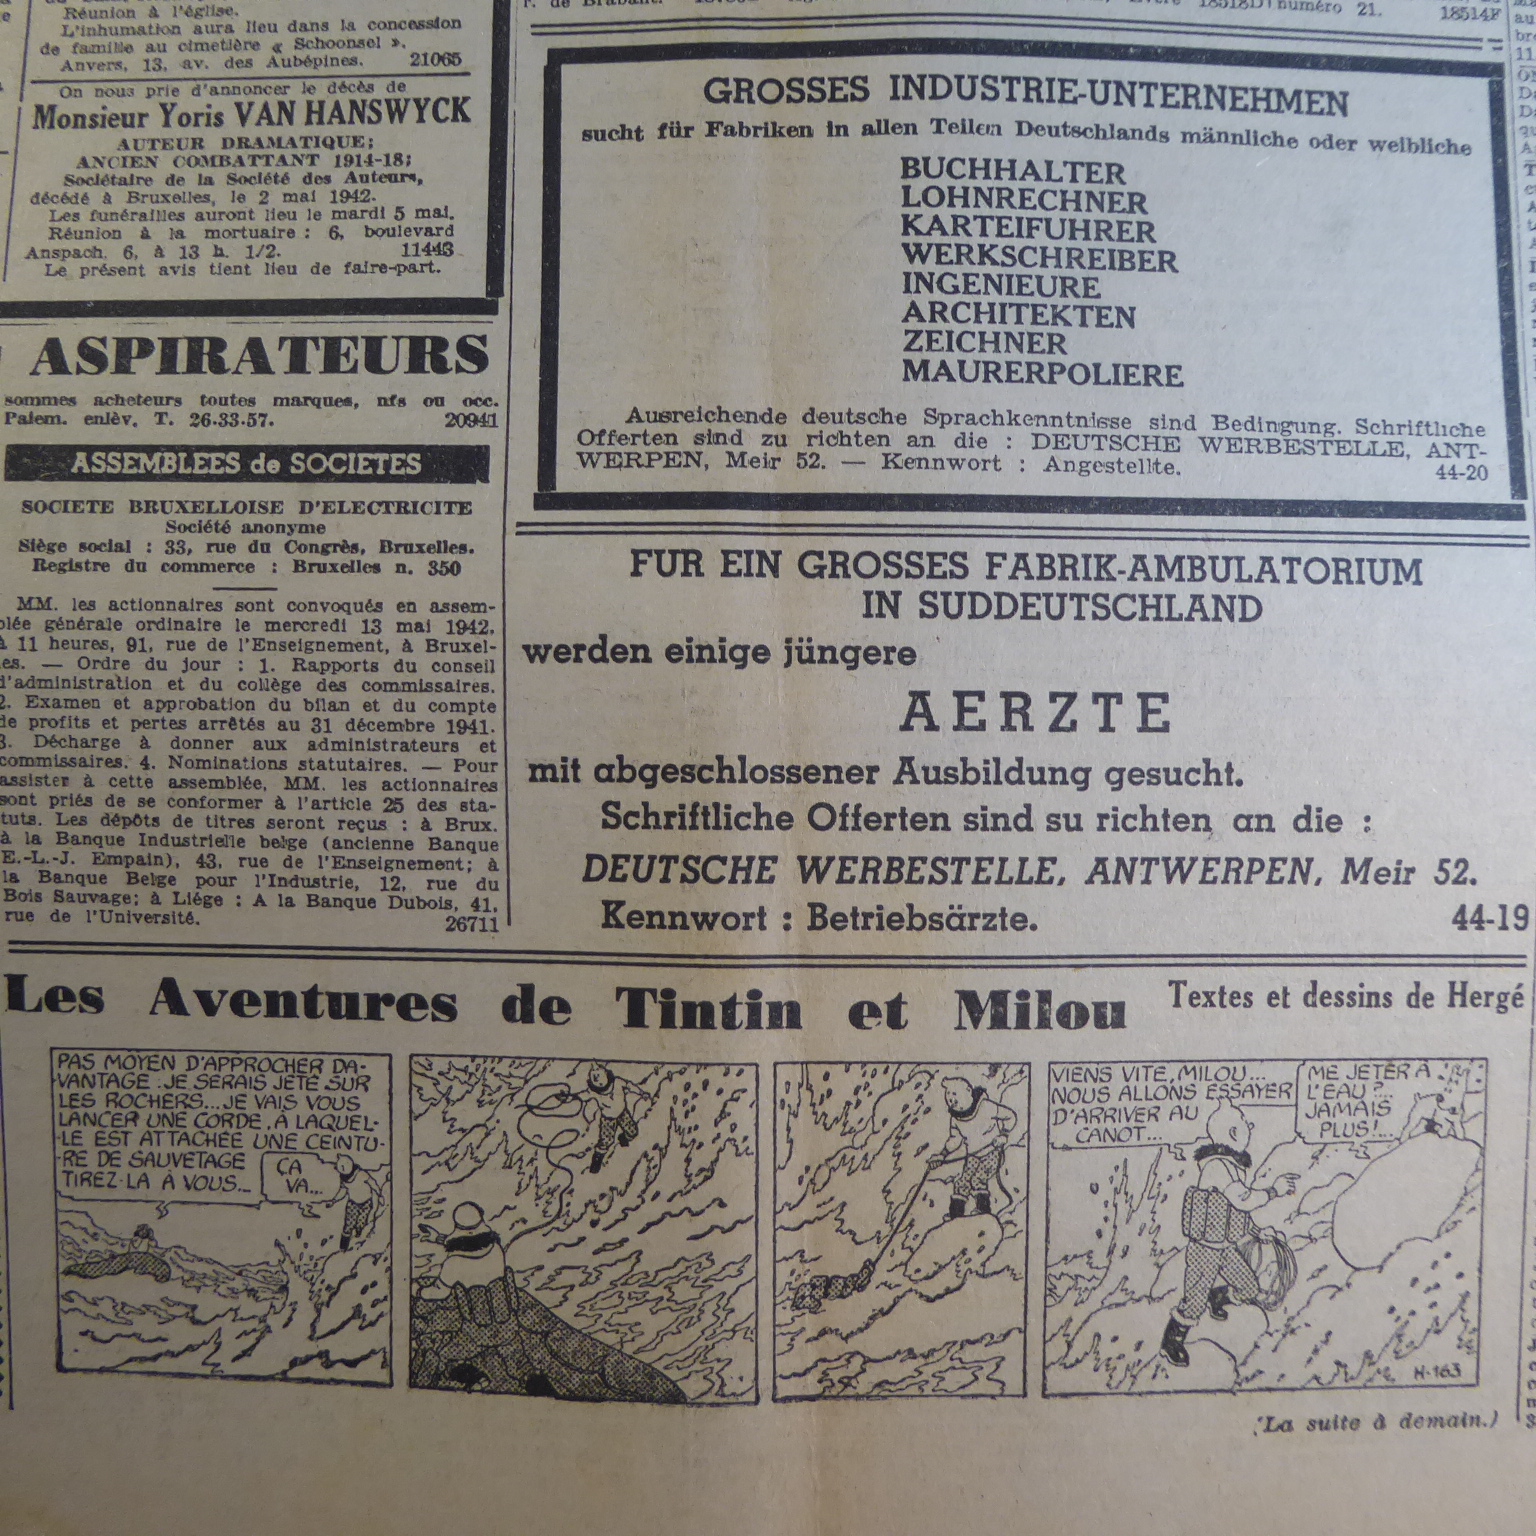 Réunion à l'église.
L'inhumation aura lieu dans la concession
de famille au cimetière « Schoonsel ».
Anvers, 13, av. des Aubépines. 21065
On nous prie d'annoncer le décès de
Monsieur Yoris VAN HANSWYCK
AUTEUR DRAMATIQUE;
ANCIEN COMBATTANT 1914-18;
Sociétaire de la Société des Auteurs,
décédé à Bruxelles, le 2 mai 1942.
Les funérailles auront lieu le mardi 5 mai.
Réunion à la mortuaire : 6, boulevard
Anspach. 6, à 13 h. 1/2. 11443
Le présent avis tient lieu de faire-part.
ASPIRATEURS
sommes acheteurs toutes marques, nfs ou occ.
Paiem. enlèv. T. 26.33.57. 20941
ASSEMBLEES de SOCIETES
SOCIETE BRUXELLOISE D'ELECTRICITE
Société anonyme
Siège social : 33, rue du Congrès, Bruxelles.
Registre du commerce : Bruxelles n. 350
MM. les actionnaires sont convoqués en assem-
blée générale ordinaire le mercredi 13 mai 1942,
à 11 heures, 91, rue de l'Enseignement, à Bruxel-
les. — Ordre du jour : 1. Rapports du conseil
d'administration et du collège des commissaires.
2. Examen et approbation du bilan et du compte
de profits et pertes arrêtés au 31 décembre 1941.
3. Décharge à donner aux administrateurs et
commissaires. 4. Nominations statutaires. — Pour
assister à cette assemblée, MM. les actionnaires
sont priés de se conformer à l'article 25 des sta-
tuts. Les dépôts de titres seront reçus : à Brux.
à la Banque Industrielle belge (ancienne Banque
E.-L.-J. Empain), 43, rue de l'Enseignement; à
la Banque Belge pour l'Industrie, 12, rue du
Bois Sauvage; à Liége : A la Banque Dubois, 41,
rue de l'Université. 26711
numéro 21. 18514F
GROSSES INDUSTRIE-UNTERNEHMEN
sucht für Fabriken in allen Teilen Deutschlands männliche oder weibliche
BUCHHALTER
LOHNRECHNER
KARTEIFUHRER
WERKSCHREIBER
INGENIEURE
ARCHITEKTEN
ZEICHNER
MAURERPOLIERE
Ausreichende deutsche Sprachkenntnisse sind Bedingung. Schriftliche
Offerten sind zu richten an die : DEUTSCHE WERBESTELLE, ANT-
WERPEN, Meir 52. — Kennwort : Angestellte. 44-20
FUR EIN GROSSES FABRIK-AMBULATORIUM
IN SUDDEUTSCHLAND
werden einige jüngere
AERZTE
mit abgeschlossener Ausbildung gesucht.
Schriftliche Offerten sind su richten an die :
DEUTSCHE WERBESTELLE, ANTWERPEN, Meir 52.
Kennwort : Betriebsärzte. 44-19
Les Aventures de Tintin et Milou Textes et dessins de Hergé
PAS MOYEN D'APPROCHER DA-
VANTAGE : JE SERAIS JETÉ SUR
LES ROCHERS... JE VAIS VOUS
LANCER UNE CORDE, À LAQUEL-
LE EST ATTACHÉE UNE CEINTU-
RE DE SAUVETAGE
TIREZ-LA À VOUS...
ÇA
VA...
VIENS VITE, MILOU...
NOUS ALLONS ESSAYER
D'ARRIVER AU
CANOT...
ME JETER À
L'EAU ?...
JAMAIS
PLUS !...
H-163
(La suite à demain.)